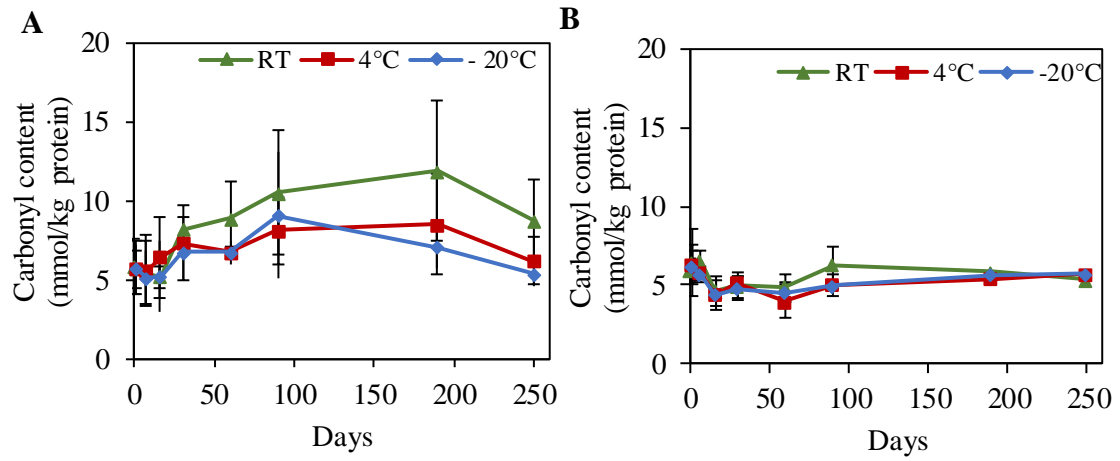 A
20
15
10
5
0
Carbonyl content
(mmol/kg protein)
RT 4°C - 20°C
0 50 100 150 200 250
Days
B
20
15
10
5
0
Carbonyl content
(mmol/kg protein)
RT 4°C -20°C
0 50 100 150 200 250
Days